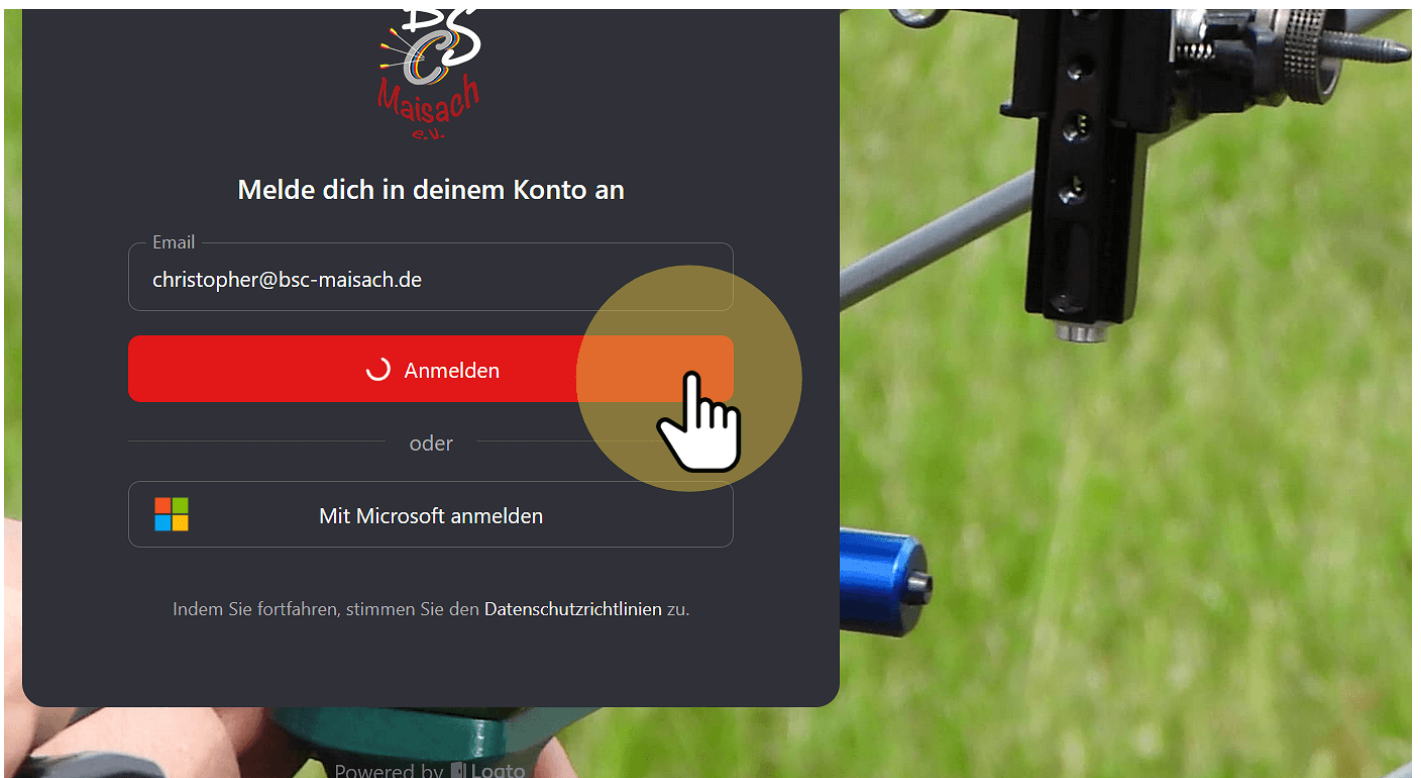 BSC
Maisach
e.V.
Melde dich in deinem Konto an
Email
christopher@bsc-maisach.de
Anmelden
oder
Mit Microsoft anmelden
Indem Sie fortfahren, stimmen Sie den Datenschutzrichtlinien zu.
Powered by Logto